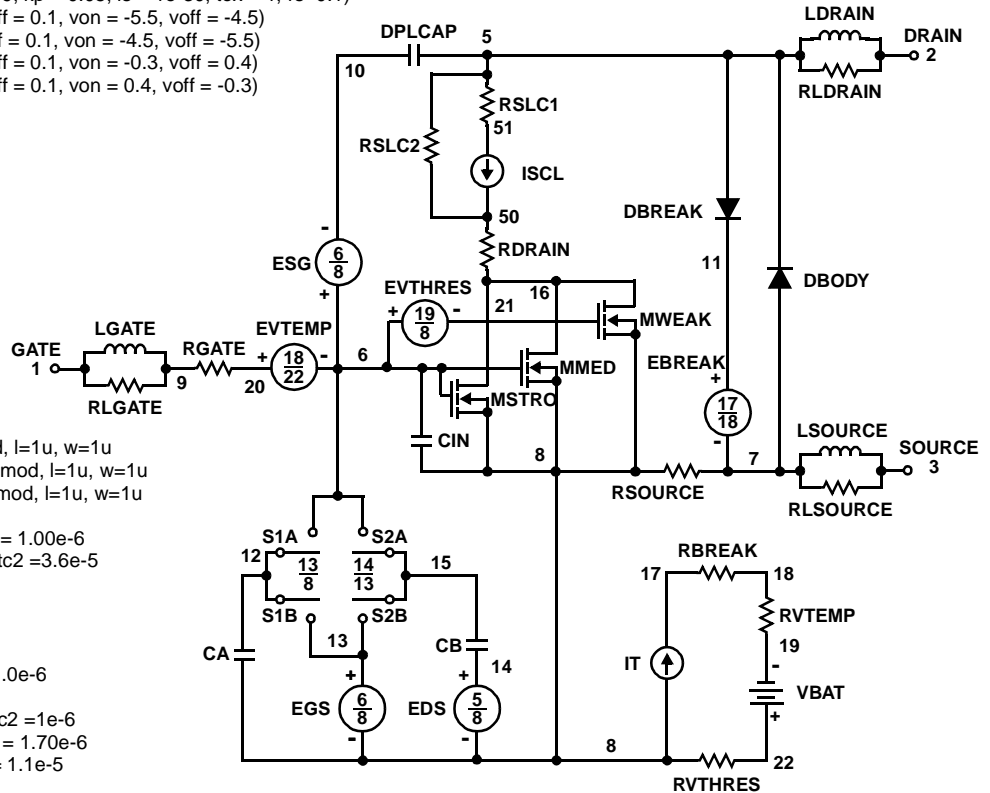 ff = 0.1, von = -5.5, voff = -4.5)
f = 0.1, von = -4.5, voff = -5.5)
ff = 0.1, von = -0.3, voff = 0.4)
ff = 0.1, von = 0.4, voff = -0.3)
LDRAIN
DPLCAP
5
DRAIN
2
10
RLDRAIN
RSLC1
51
RSLC2
ISCL
50
DBREAK
RDRAIN
-
ESG
6
8
+
11
DBODY
EVTHRES
16
21
+
19
8
-
MWEAK
LGATE
EVTEMP
GATE
1
RGATE
+
18
22
-
6
MMED
EBREAK
+
9
20
RLGATE
MSTRO
17
18
-
LSOURCE
CIN
8
7
SOURCE
3
d, l=1u, w=1u
mod, l=1u, w=1u
mod, l=1u, w=1u
RSOURCE
RLSOURCE
= 1.00e-6
tc2 =3.6e-5
S1A
S2A
12
13
8
14
13
15
RBREAK
17
18
S1B
S2B
RVTEMP
13
CB
19
CA
14
IT
-
VBAT
+
.0e-6
+
+
EGS
6
8
EDS
5
8
-
-
c2 =1e-6
= 1.70e-6
= 1.1e-5
8
22
RVTHRES